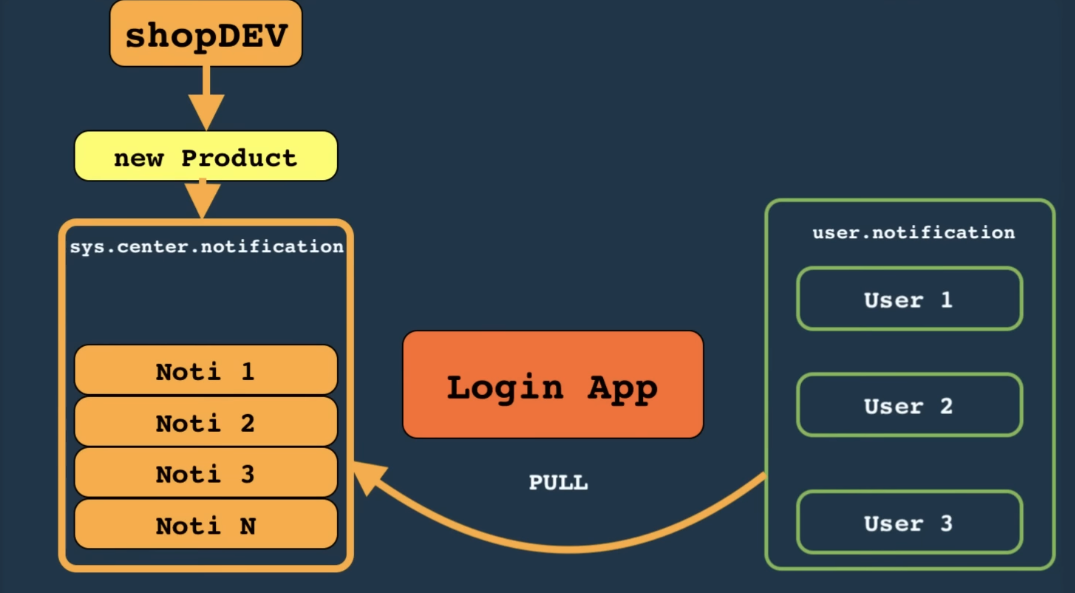 shopDEV
new Product
sys.center.notification
Noti 1
Noti 2
Noti 3
Noti N
Login App
PULL
user.notification
User 1
User 2
User 3